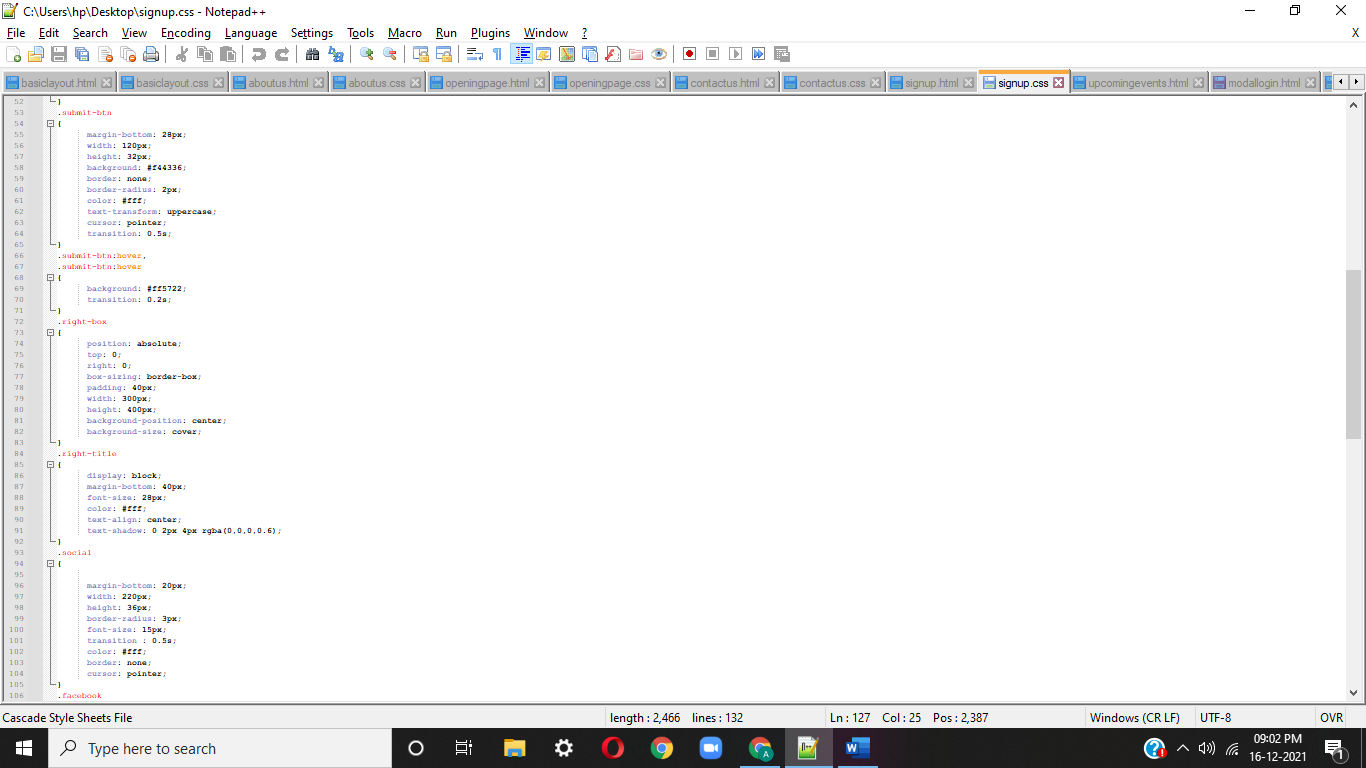 C:\Users\hp\Desktop\signup.css - Notepad++
File Edit Search View Encoding Language Settings Tools Macro Run Plugins Window ? X
basiclayout.html basiclayout.css aboutus.html aboutus.css openingpage.html openingpage.css contactus.html contactus.css signup.html signup.css upcomingevents.html modallogin.html
52 }
53 .submit-btn
54 {
55 margin-bottom: 28px;
56 width: 120px;
57 height: 32px;
58 background: #f44336;
59 border: none;
60 border-radius: 2px;
61 color: #fff;
62 text-transform: uppercase;
63 cursor: pointer;
64 transition: 0.5s;
65 }
66 .submit-btn:hover,
67 .submit-btn:hover
68 {
69 background: #ff5722;
70 transition: 0.2s;
71 }
72 .right-box
73 {
74 position: absolute;
75 top: 0;
76 right: 0;
77 box-sizing: border-box;
78 padding: 40px;
79 width: 300px;
80 height: 400px;
81 background-position: center;
82 background-size: cover;
83 }
84 .right-title
85 {
86 display: block;
87 margin-bottom: 40px;
88 font-size: 28px;
89 color: #fff;
90 text-align: center;
91 text-shadow: 0 2px 4px rgba(0,0,0,0.6);
92 }
93 .social
94 {
95
96 margin-bottom: 20px;
97 width: 220px;
98 height: 36px;
99 border-radius: 3px;
100 font-size: 15px;
101 transition : 0.5s;
102 color: #fff;
103 border: none;
104 cursor: pointer;
105 }
106 .facebook
Cascade Style Sheets File length : 2,466 lines : 132 Ln : 127 Col : 25 Pos : 2,387 Windows (CR LF) UTF-8 OVR
Type here to search
09:02 PM
16-12-2021
1